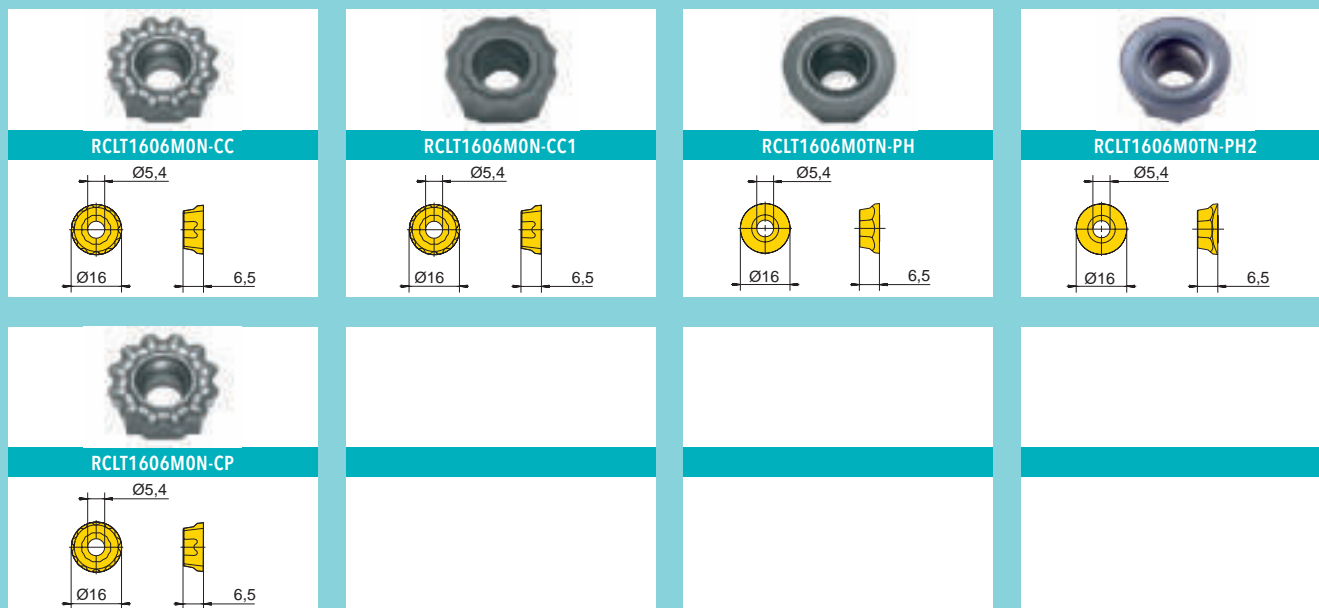 RCLT1606M0N-CC
Ø5,4
Ø16
6,5
RCLT1606M0N-CC1
Ø5,4
Ø16
6,5
RCLT1606M0TN-PH
Ø5,4
Ø16
6,5
RCLT1606M0TN-PH2
Ø5,4
Ø16
6,5
RCLT1606M0N-CP
Ø5,4
Ø16
6,5